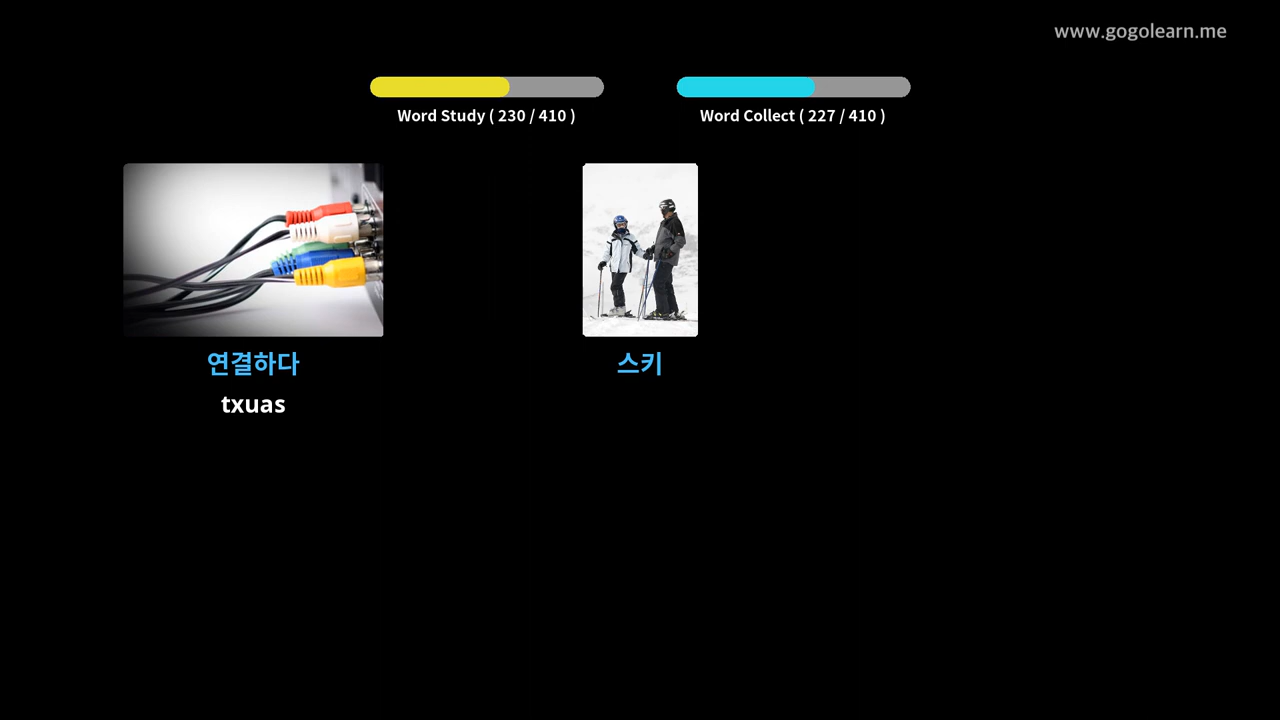 www.gogolearn.me
Word Study ( 230 / 410 )
Word Collect ( 227 / 410 )
연결하다
txuas
스키